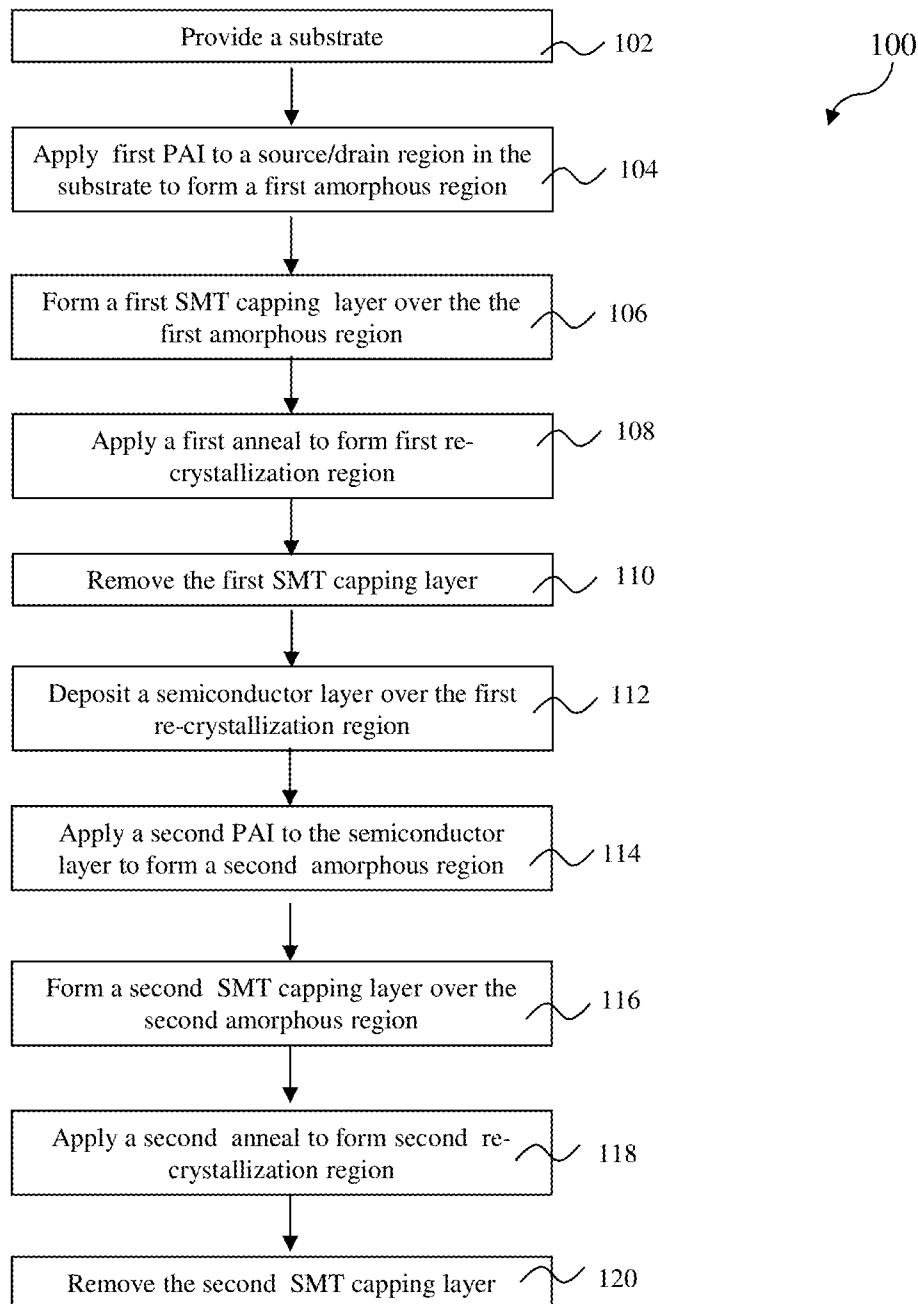 Provide a substrate
102
100
Apply first PAI to a source/drain region in the
substrate to form a first amorphous region
104
Form a first SMT capping layer over the the
first amorphous region
106
Apply a first anneal to form first re-
crystallization region
108
Remove the first SMT capping layer
110
Deposit a semiconductor layer over the first
re-crystallization region
112
Apply a second PAI to the semiconductor
layer to form a second amorphous region
114
Form a second SMT capping layer over the
second amorphous region
116
Apply a second anneal to form second re-
crystallization region
118
Remove the second SMT capping layer
120